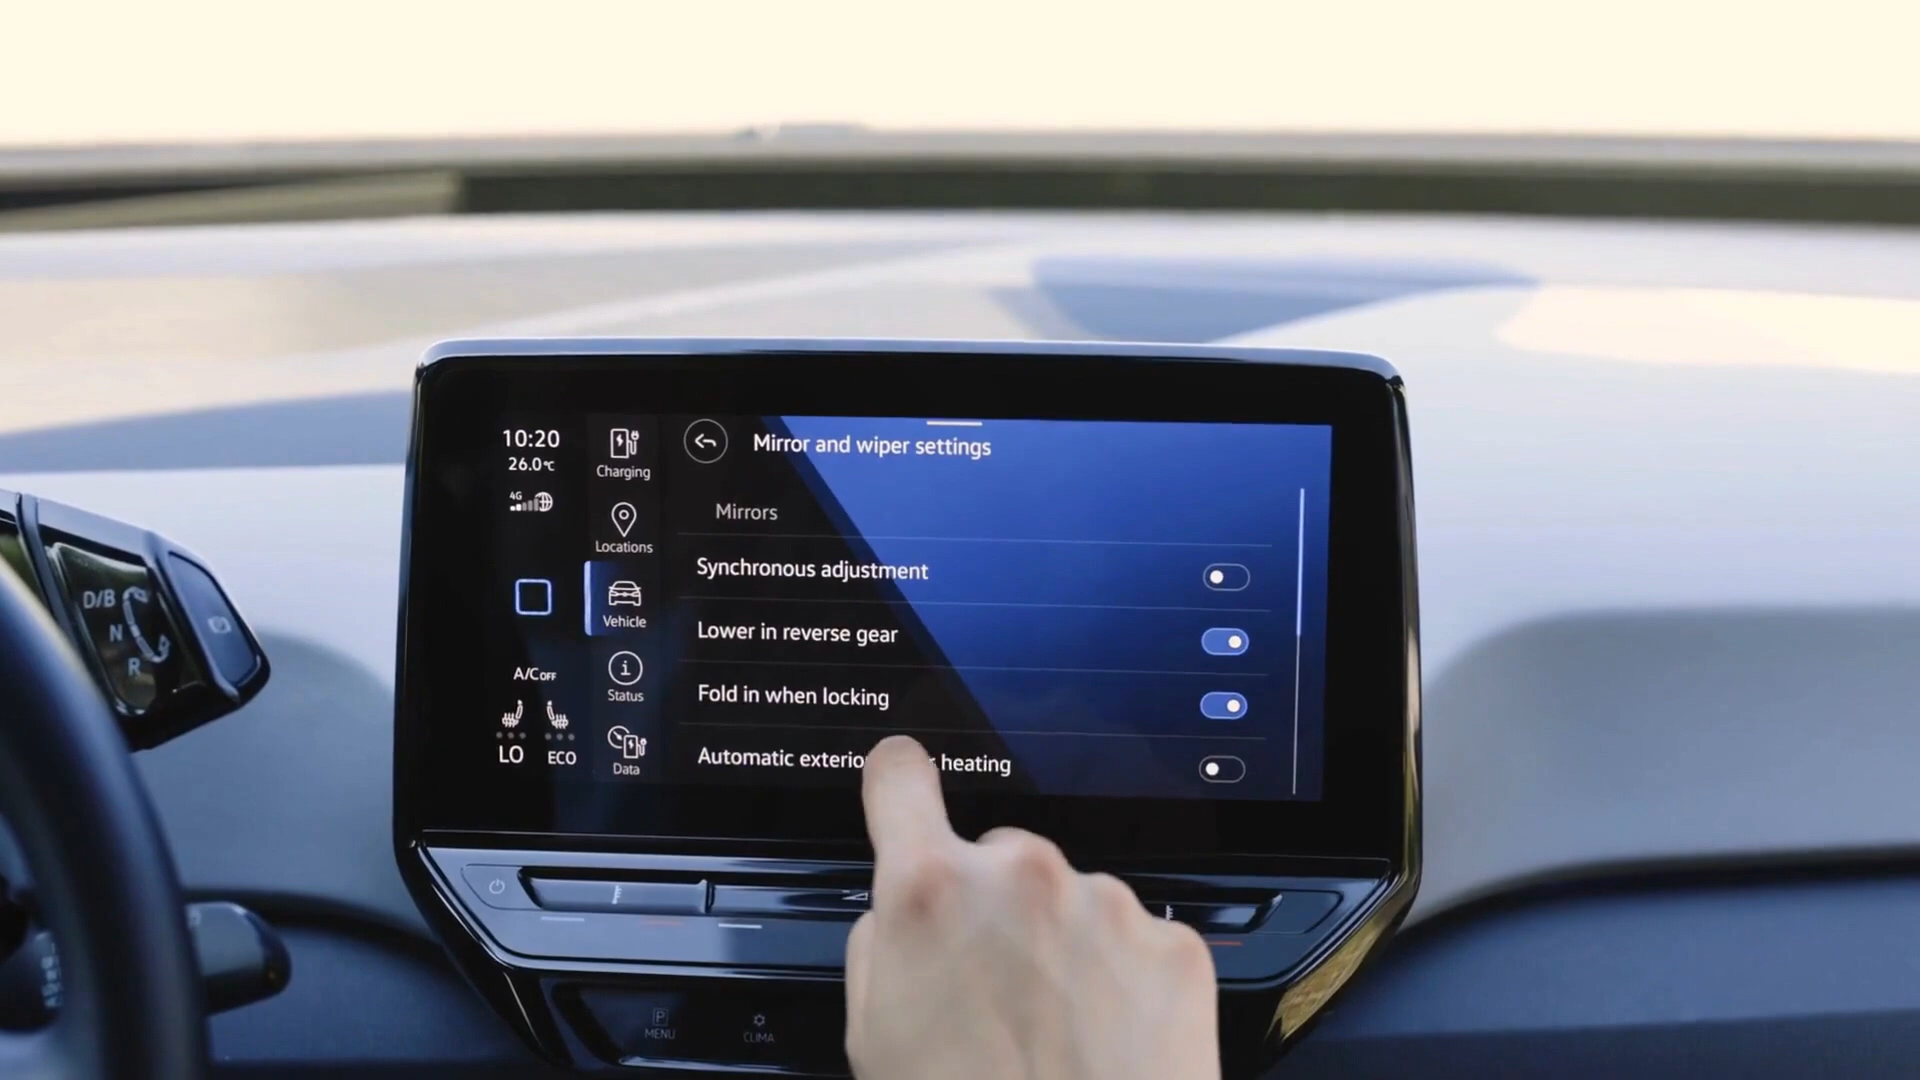 10:20
26.0°C
4G
A/C OFF
LO
ECO
Charging
Locations
Vehicle
Status
Data
Mirror and wiper settings
Mirrors
Synchronous adjustment
Lower in reverse gear
Fold in when locking
Automatic exterio heating
D/B
N
R
P
P
MENU
CLIMA